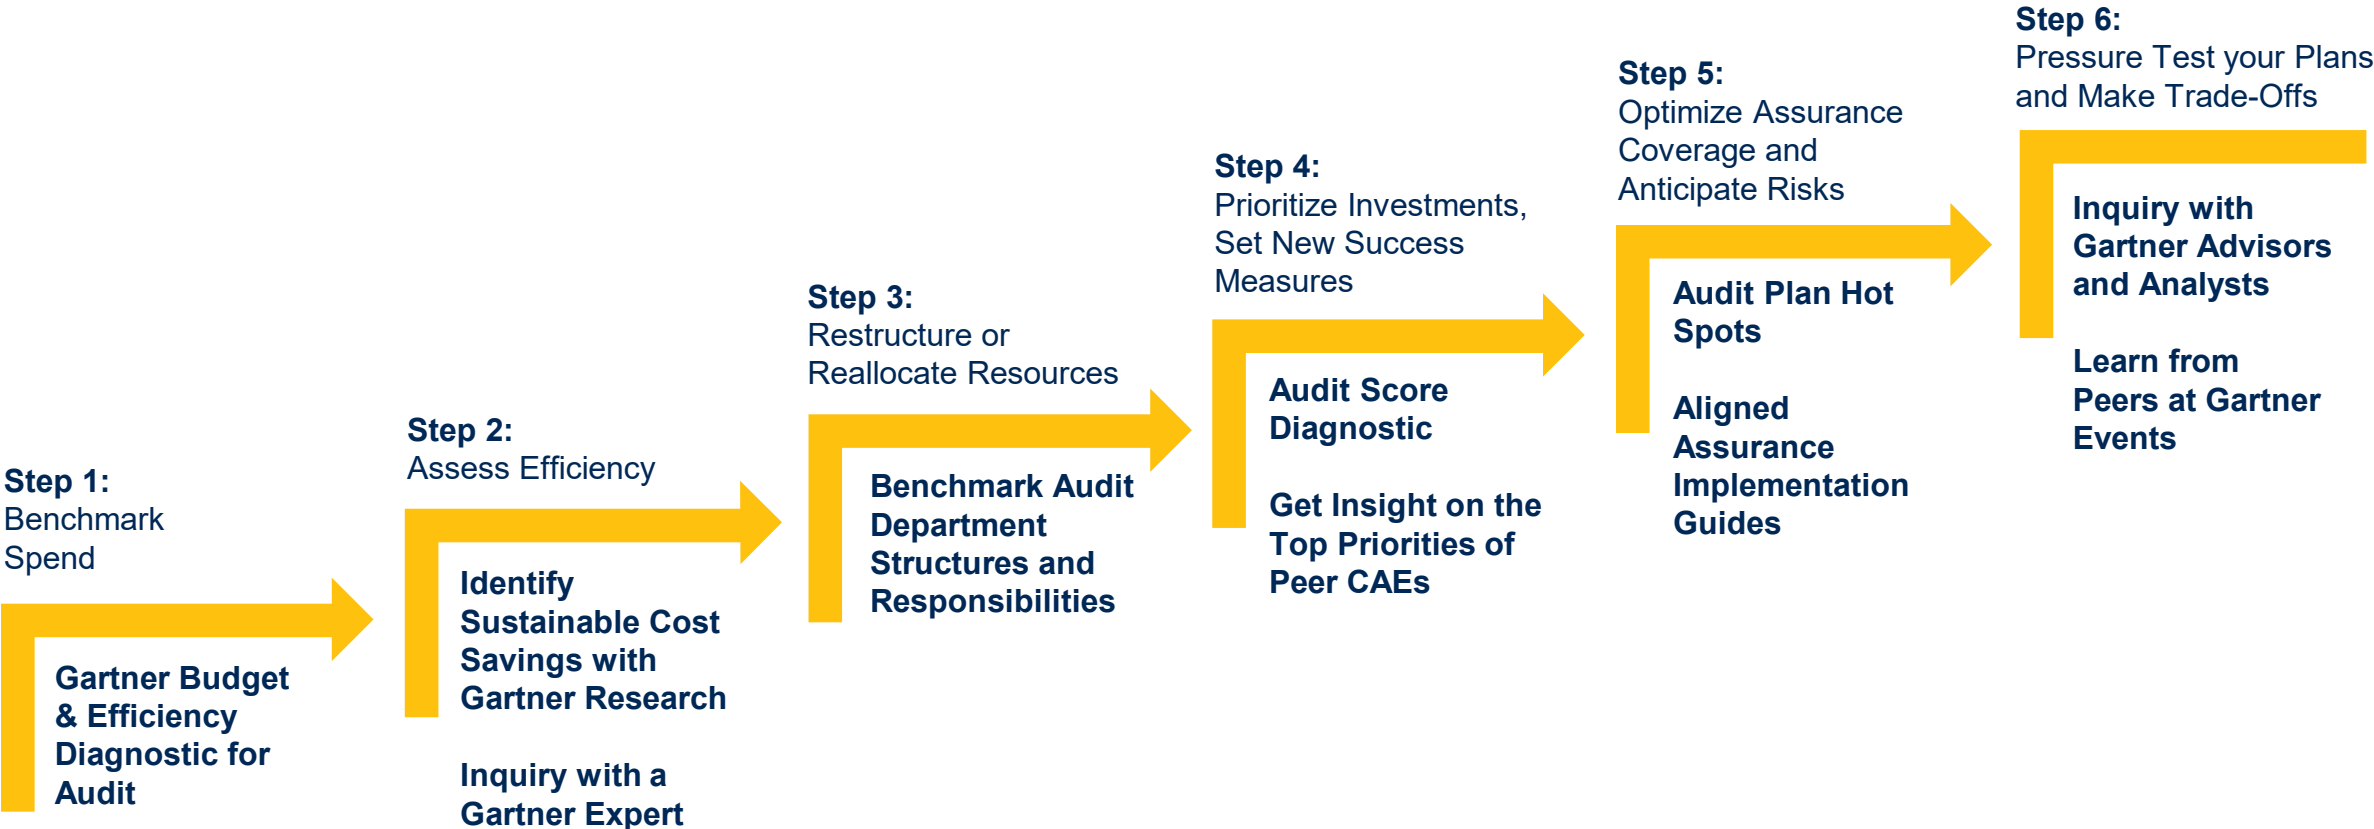 Step 1:
Benchmark
Spend
Gartner Budget
& Efficiency
Diagnostic for
Audit
Step 2:
Assess Efficiency
Identify
Sustainable Cost
Savings with
Gartner Research
Inquiry with a
Gartner Expert
Step 3:
Restructure or
Reallocate Resources
Benchmark Audit
Department
Structures and
Responsibilities
Step 4:
Prioritize Investments,
Set New Success
Measures
Audit Score
Diagnostic
Get Insight on the
Top Priorities of
Peer CAEs
Step 5:
Optimize Assurance
Coverage and
Anticipate Risks
Audit Plan Hot
Spots
Aligned
Assurance
Implementation
Guides
Step 6:
Pressure Test your Plans
and Make Trade-Offs
Inquiry with
Gartner Advisors
and Analysts
Learn from
Peers at Gartner
Events